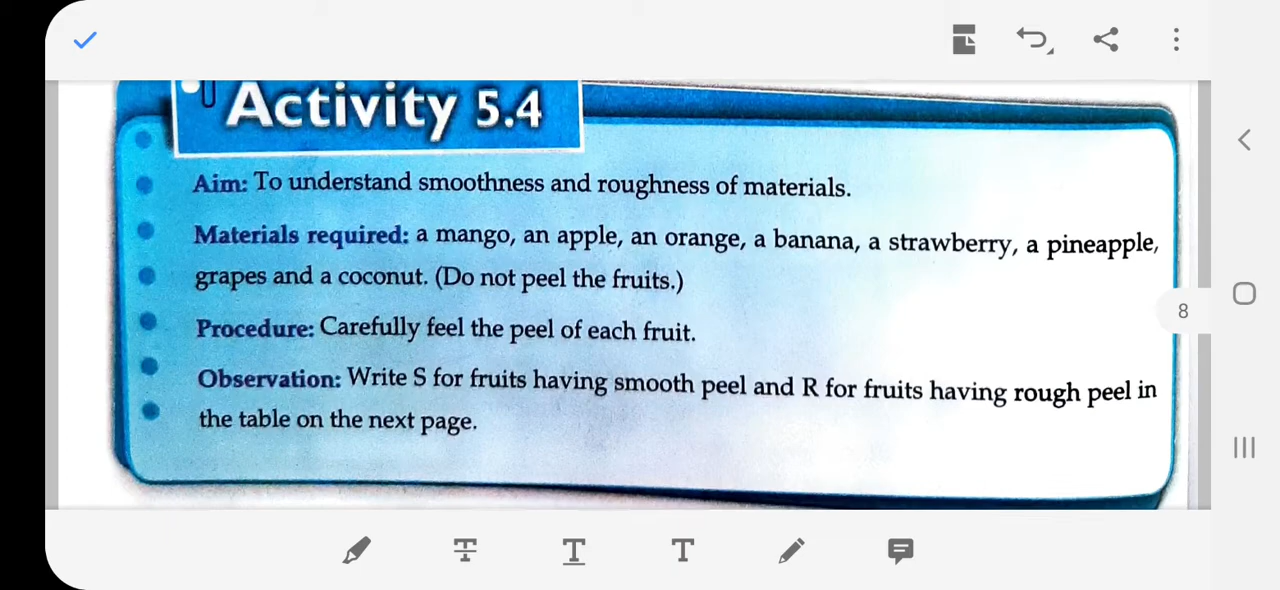 Activity 5.4
Aim: To understand smoothness and roughness of materials.
Materials required: a mango, an apple, an orange, a banana, a strawberry, a pineapple,
grapes and a coconut. (Do not peel the fruits.)
Procedure: Carefully feel the peel of each fruit.
Observation: Write S for fruits having smooth peel and R for fruits having rough peel in
the table on the next page.
8